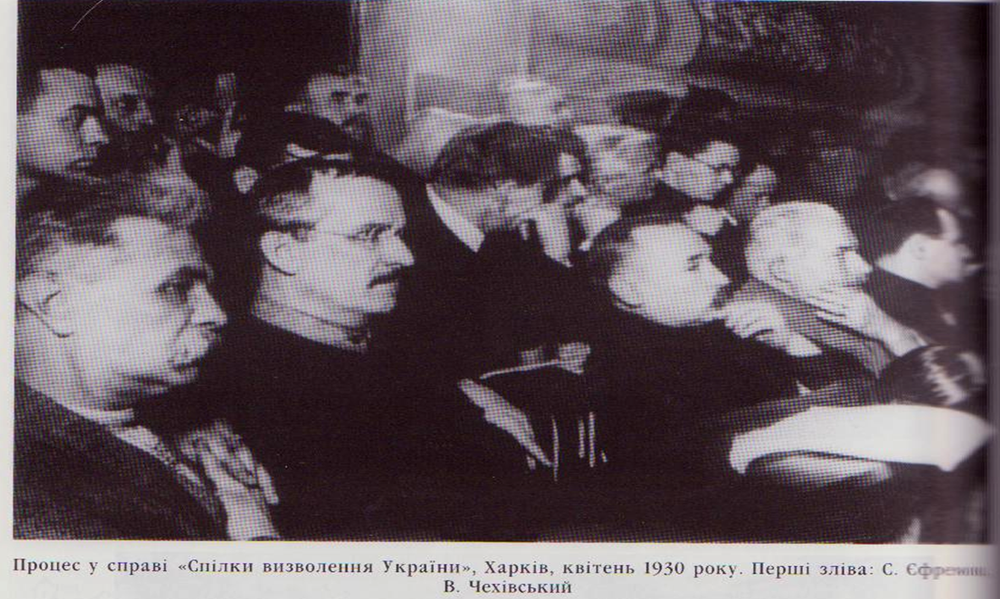 Процес у справі «Спілки визволення України», Харків, квітень 1930 року. Перші зліва: С.
В. Чехівський